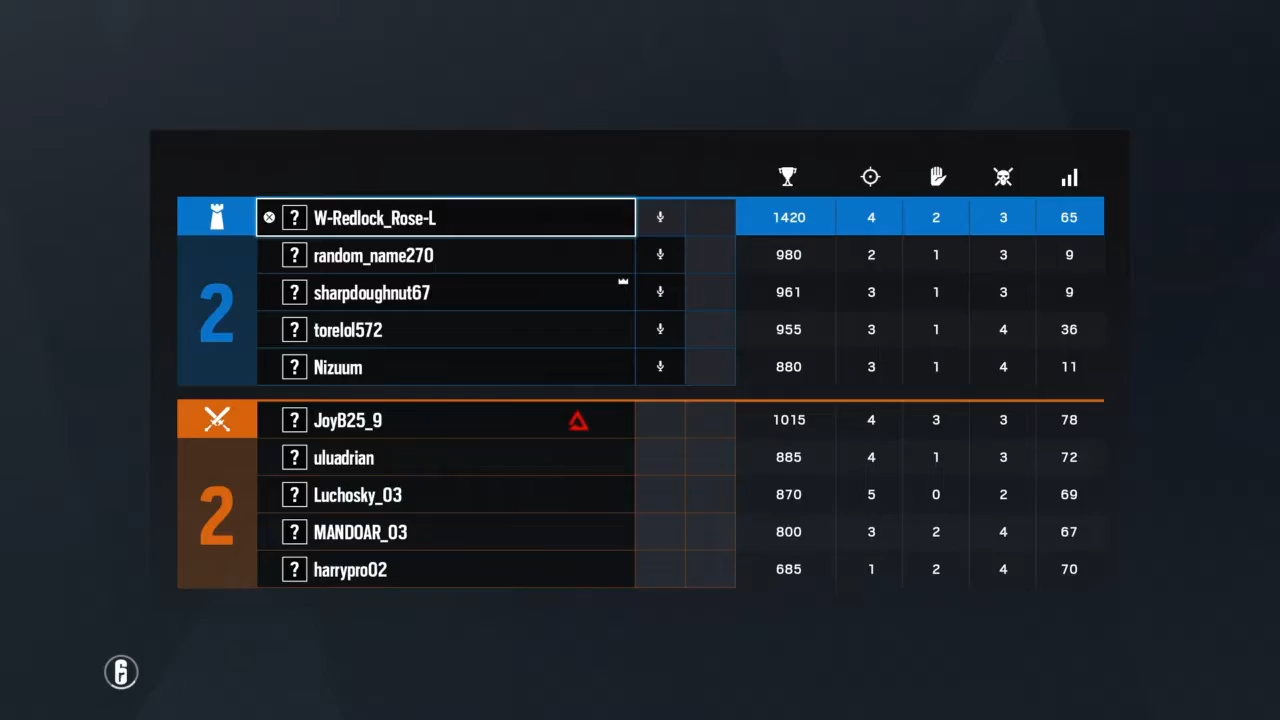 ? W-Redlock_Rose-L 1420 4 2 3 65
? random_name270 980 2 1 3 9
2
? sharpdoughnut67 961 3 1 3 9
? torelol572 955 3 1 4 36
? Nizuum 880 3 1 4 11
? JoyB25_9 1015 4 3 3 78
? uluadrian 885 4 1 3 72
2
? Luchosky_03 870 5 0 2 69
? MANDOAR_03 800 3 2 4 67
? harrypro02 685 1 2 4 70
6